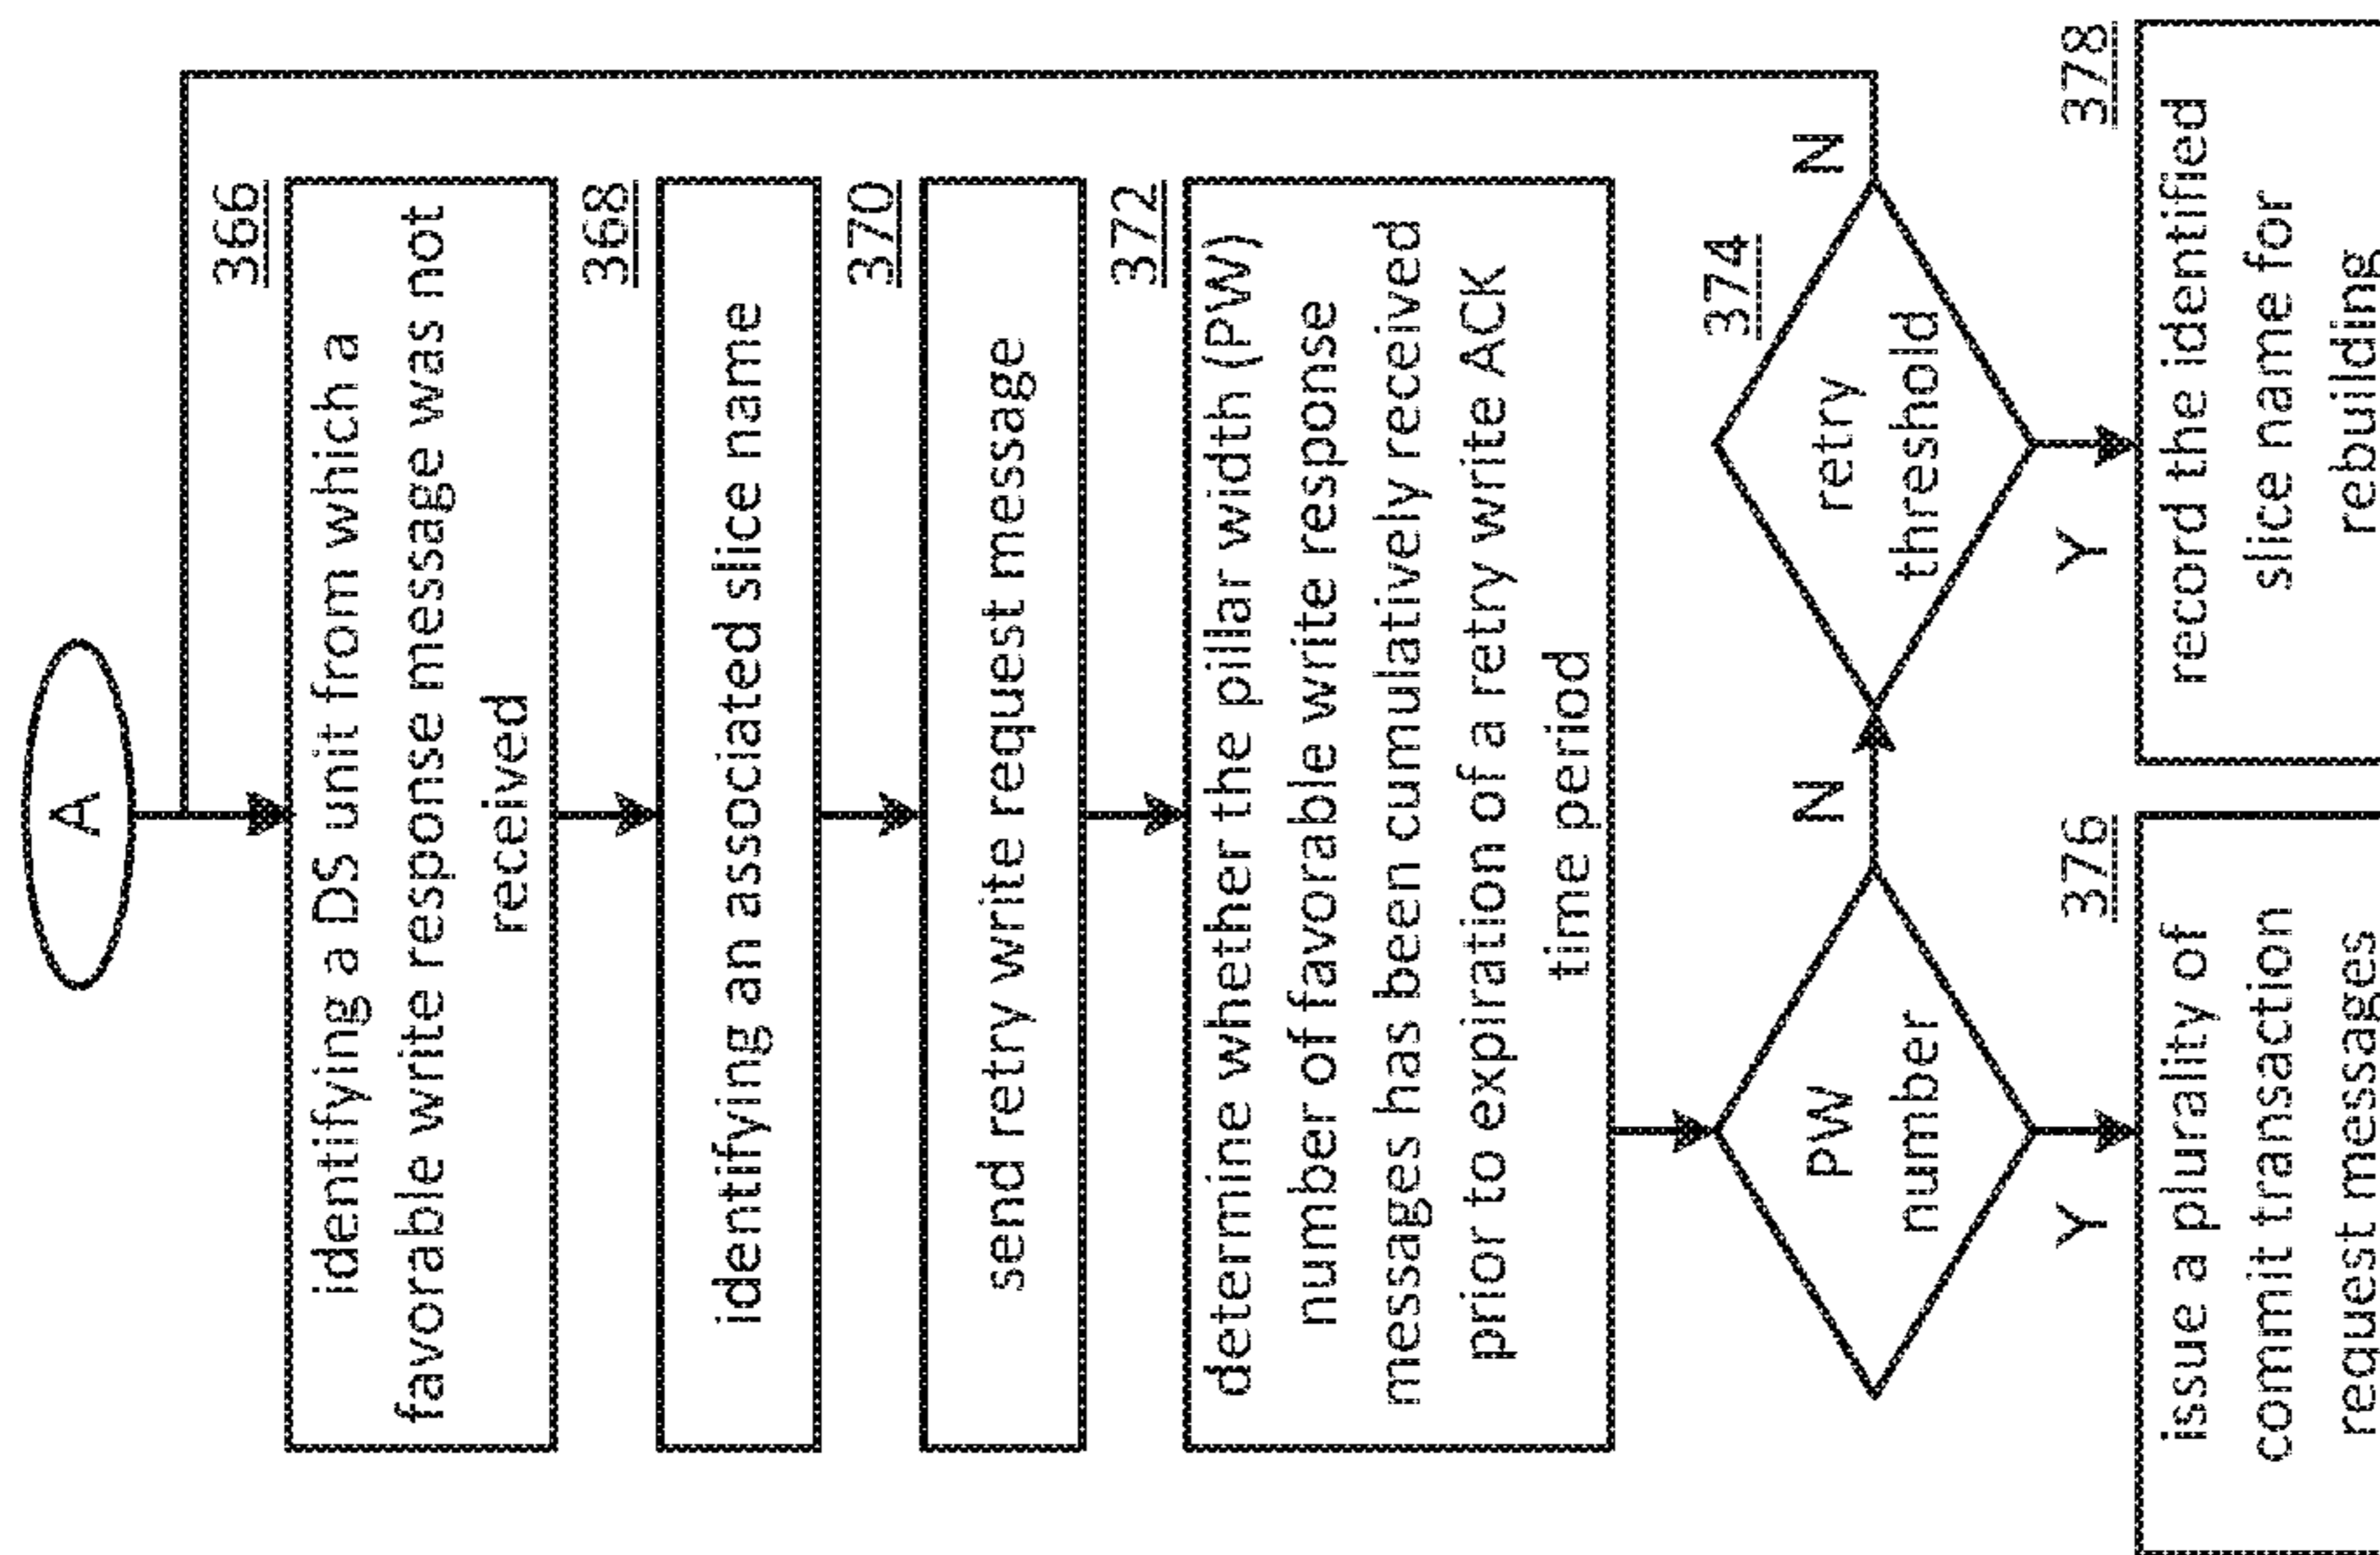 A
366
identifying a DS unit from which a
favorable write response message was not
received
368
identifying an associated slice name
370
send retry write request message
372
determine whether the pillar width (PW)
number of favorable write response
messages has been cumulatively received
prior to expiration of a retry write ACK
time period
PW
number
N
Y
374
retry
threshold
N
Y
376
issue a plurality of
commit transaction
request messages
378
record the identified
slice name for
rebuilding